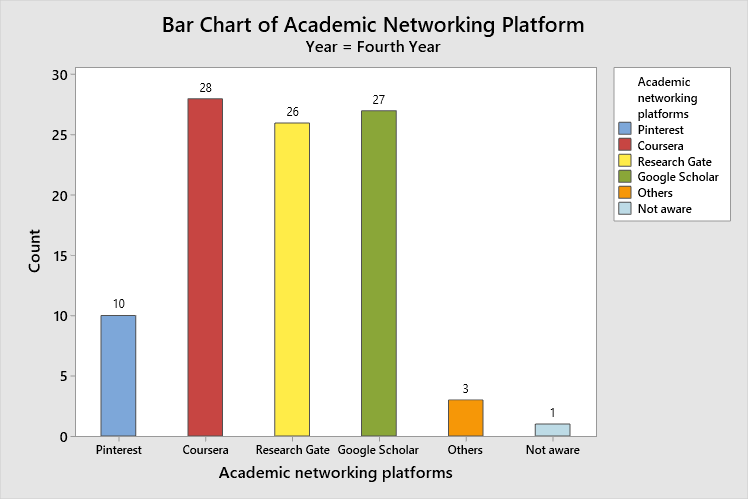 Bar Chart of Academic Networking Platform
Year = Fourth Year
30
25
20
15
10
5
0
Count
10
28
26
27
3
1
Pinterest
Coursera
Research Gate
Google Scholar
Others
Not aware
Academic networking platforms
Academic
networking
platforms
Pinterest
Coursera
Research Gate
Google Scholar
Others
Not aware